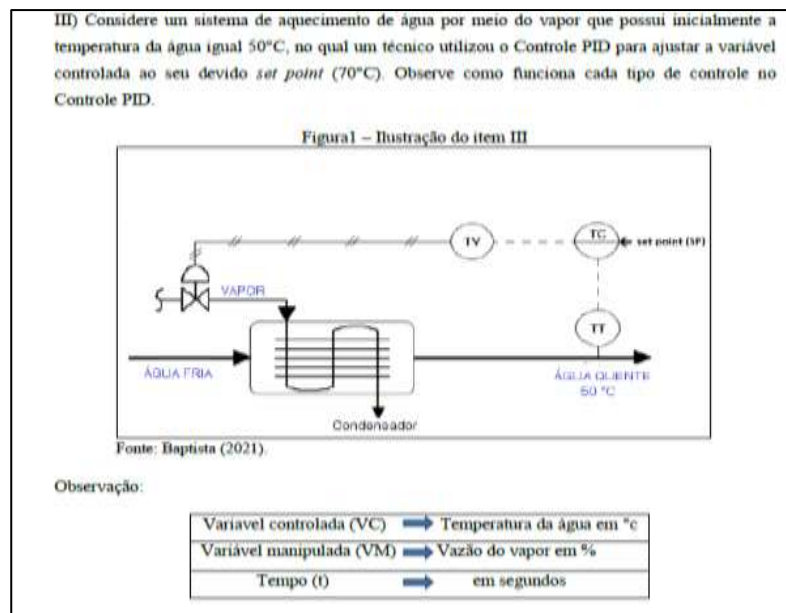 III) Considere um sistema de aquecimento de água por meio do vapor que possui inicialmente a
temperatura da água igual 50°C, no qual um técnico utilizou o Controle PID para ajustar a variável
controlada ao seu devido set point (70°C). Observe como funciona cada tipo de controle no
Controle PID.
Figura1 – Ilustração do item III
TY
TC
set point (SP)
VAPOR
TT
ÁGUA FRIA
ÁGUA QUENTE
50 °C
Condensador
Fonte: Baptista (2021).
Observação:
Variavel controlada (VC) Temperatura da água em °c
Variável manipulada (VM) Vazão do vapor em %
Tempo (t) em segundos